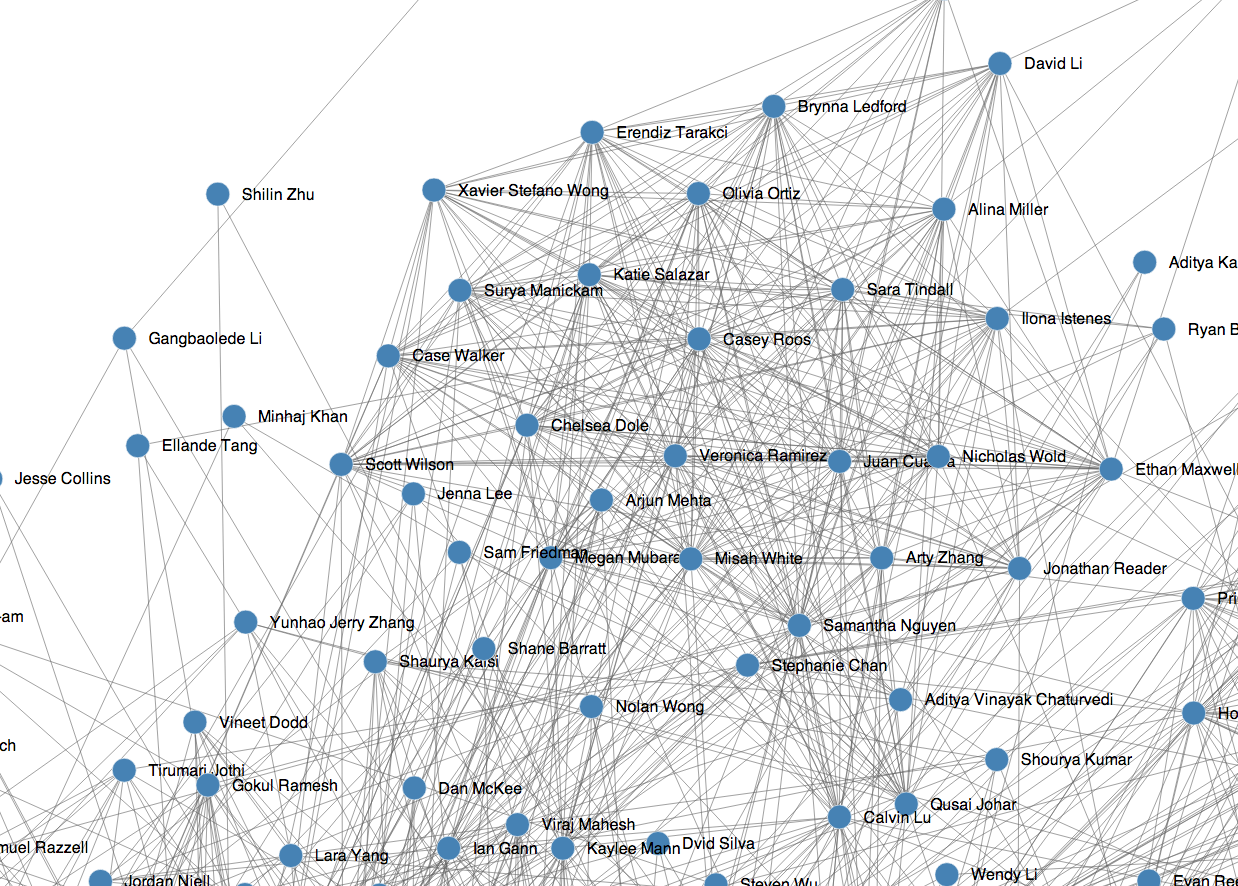 David Li
Brynna Ledford
Erendiz Tarakci
Xavier Stefano Wong
Olivia Ortiz
Shilin Zhu
Alina Miller
Aditya Ka
Katie Salazar
Surya Manickam
Sara Tindall
Ilona Istenes
Ryan B
Gangbaolede Li
Casey Roos
Case Walker
Minhaj Khan
Chelsea Dole
Ellande Tang
Veronica Ramirez
Nicholas Wold
Juan Cu
Scott Wilson
Ethan Maxwell
Jesse Collins
Jenna Lee
Arjun Mehta
Sam Friedman
Megan Mubara
Misah White
Arty Zhang
Jonathan Reader
Pri
-am
Yunhao Jerry Zhang
Samantha Nguyen
Shane Barratt
Shaurya Kalsi
Stephanie Chan
Aditya Vinayak Chaturvedi
Nolan Wong
Ho
Vineet Dodd
ch
Shourya Kumar
Tirumari Jothi
Gokul Ramesh
Dan McKee
Qusai Johar
Calvin Lu
Viraj Mahesh
Dvid Silva
muel Razzell
Ian Gann
Kaylee Mann
Lara Yang
Wendy Li
Jordan Niell
Steven Wu
Evan Ree